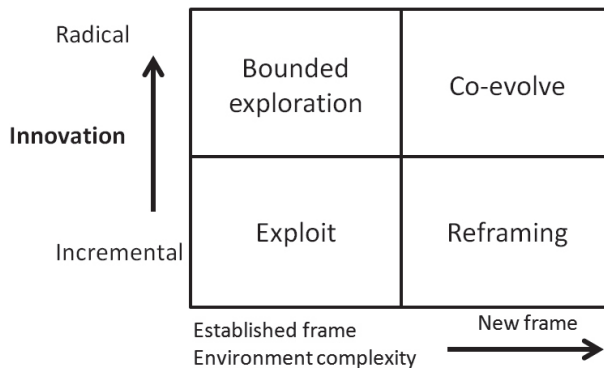 Radical
Bounded
exploration
Co-evolve
Innovation
Incremental
Exploit
Reframing
Established frame
New frame
Environment complexity